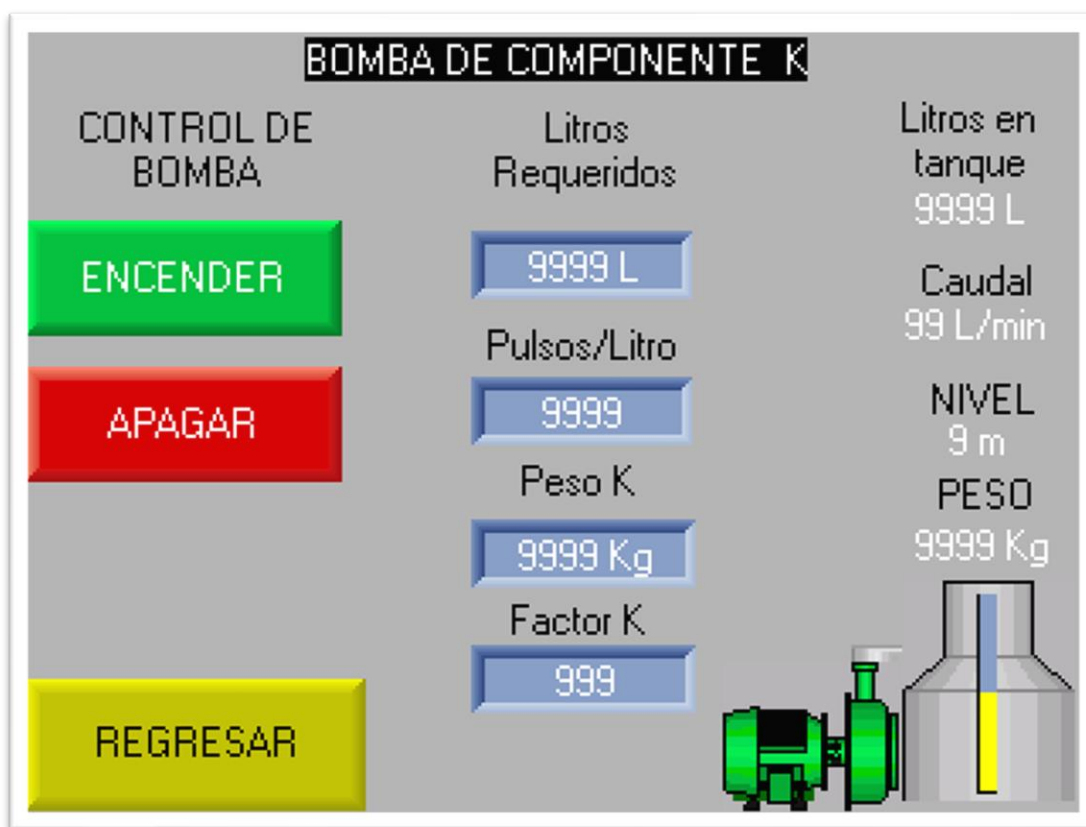 BOMBA DE COMPONENTE K
CONTROL DE
BOMBA
ENCENDER
APAGAR
REGRESAR
Litros
Requeridos
9999 L
Pulsos/Litro
9999
Peso K
9999 Kg
Factor K
999
Litros en
tanque
9999 L
Caudal
99 L/min
NIVEL
9 m
PESO
9999 Kg